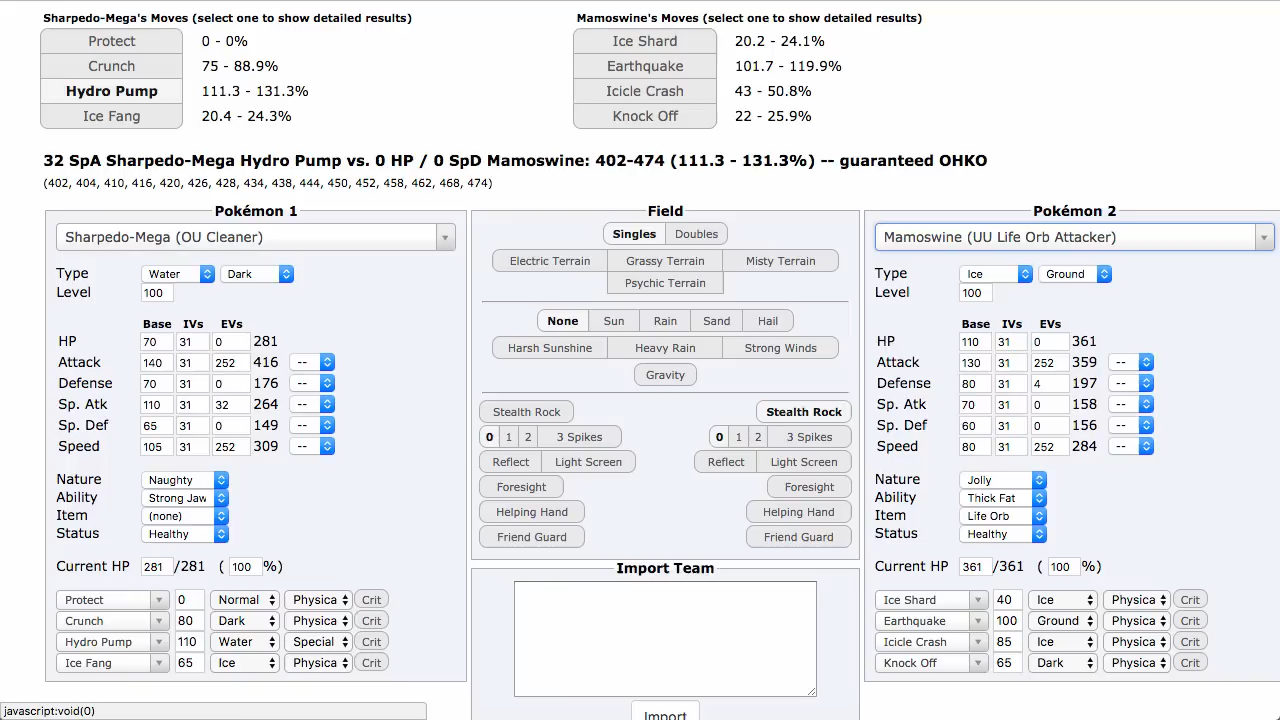 Sharpedo-Mega's Moves (select one to show detailed results)
Protect 0 - 0%
Crunch 75 - 88.9%
Hydro Pump 111.3 - 131.3%
Ice Fang 20.4 - 24.3%
Mamoswine's Moves (select one to show detailed results)
Ice Shard 20.2 - 24.1%
Earthquake 101.7 - 119.9%
Icicle Crash 43 - 50.8%
Knock Off 22 - 25.9%
32 SpA Sharpedo-Mega Hydro Pump vs. 0 HP / 0 SpD Mamoswine: 402-474 (111.3 - 131.3%) -- guaranteed OHKO
(402, 404, 410, 416, 420, 426, 428, 434, 438, 444, 450, 452, 458, 462, 468, 474)
Pokémon 1
Sharpedo-Mega (OU Cleaner)
Type Water Dark
Level 100
Base IVs EVs
HP 70 31 0 281
Attack 140 31 252 416 --
Defense 70 31 0 176 --
Sp. Atk 110 31 32 264 --
Sp. Def 65 31 0 149 --
Speed 105 31 252 309 --
Nature Naughty
Ability Strong Jaw
Item (none)
Status Healthy
Current HP 281 /281 ( 100 %)
Protect 0 Normal Physica Crit
Crunch 80 Dark Physica Crit
Hydro Pump 110 Water Special Crit
Ice Fang 65 Ice Physica Crit
Field
Singles Doubles
Electric Terrain Grassy Terrain Misty Terrain
Psychic Terrain
None Sun Rain Sand Hail
Harsh Sunshine Heavy Rain Strong Winds
Gravity
Stealth Rock Stealth Rock
0 1 2 3 Spikes 0 1 2 3 Spikes
Reflect Light Screen Reflect Light Screen
Foresight Foresight
Helping Hand Helping Hand
Friend Guard Friend Guard
Import Team
Import
Pokémon 2
Mamoswine (UU Life Orb Attacker)
Type Ice Ground
Level 100
Base IVs EVs
HP 110 31 0 361
Attack 130 31 252 359 --
Defense 80 31 4 197 --
Sp. Atk 70 31 0 158 --
Sp. Def 60 31 0 156 --
Speed 80 31 252 284 --
Nature Jolly
Ability Thick Fat
Item Life Orb
Status Healthy
Current HP 361 /361 ( 100 %)
Ice Shard 40 Ice Physica Crit
Earthquake 100 Ground Physica Crit
Icicle Crash 85 Ice Physica Crit
Knock Off 65 Dark Physica Crit
javascript:void(0)